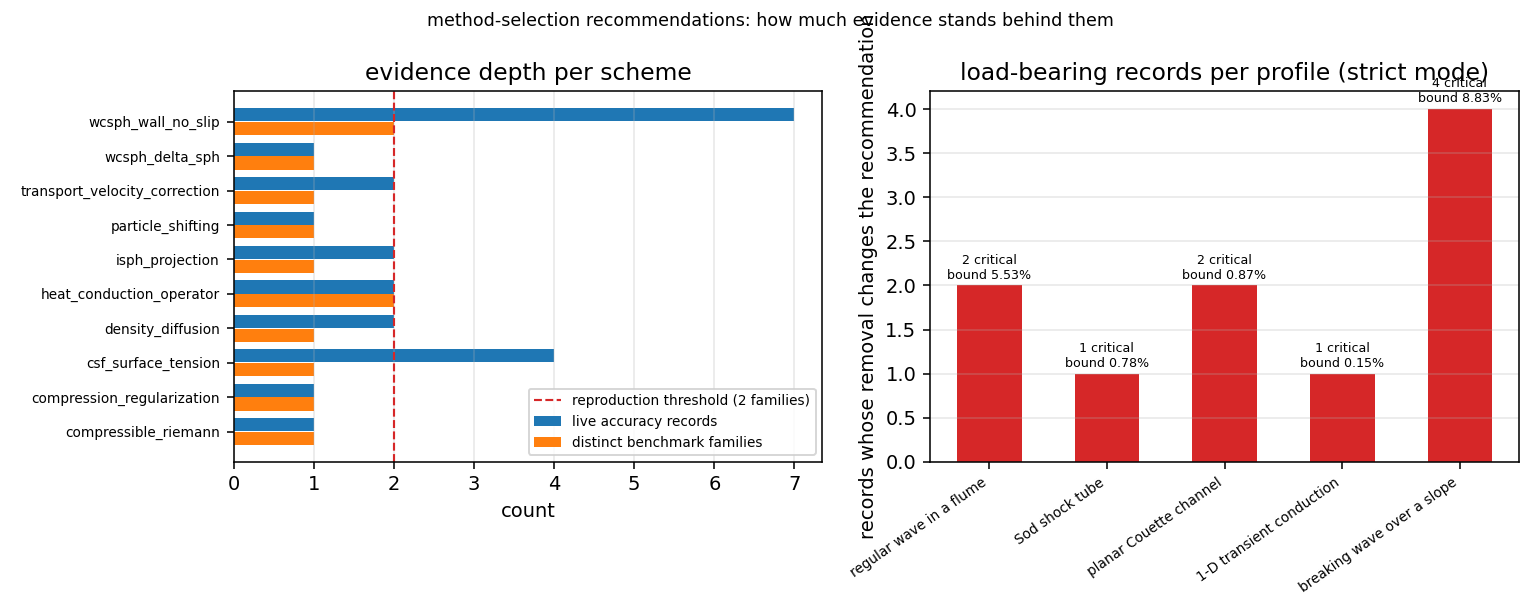 method-selection recommendations: how much evidence stands behind them
evidence depth per scheme
wcsph_wall_no_slip
wcsph_delta_sph
transport_velocity_correction
particle_shifting
isph_projection
heat_conduction_operator
density_diffusion
csf_surface_tension
compression_regularization
compressible_riemann
reproduction threshold (2 families)
live accuracy records
distinct benchmark families
0 1 2 3 4 5 6 7
count
load-bearing records per profile (strict mode)
records whose removal changes the recommendation
4.0
3.5
3.0
2.5
2.0
1.5
1.0
0.5
0.0
2 critical
bound 5.53%
1 critical
bound 0.78%
2 critical
bound 0.87%
1 critical
bound 0.15%
4 critical
bound 8.83%
regular wave in a flume
Sod shock tube
planar Couette channel
1-D transient conduction
breaking wave over a slope